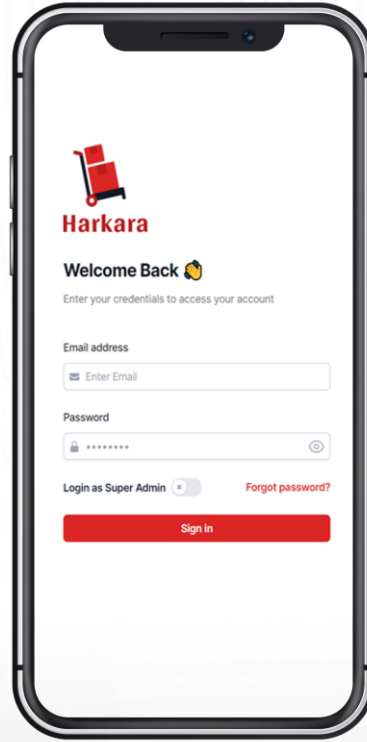 Harkara
Welcome Back 👏
Enter your credentials to access your account
Email address
Enter Email
Password
••••••••
Login as Super Admin
Forgot password?
Sign in